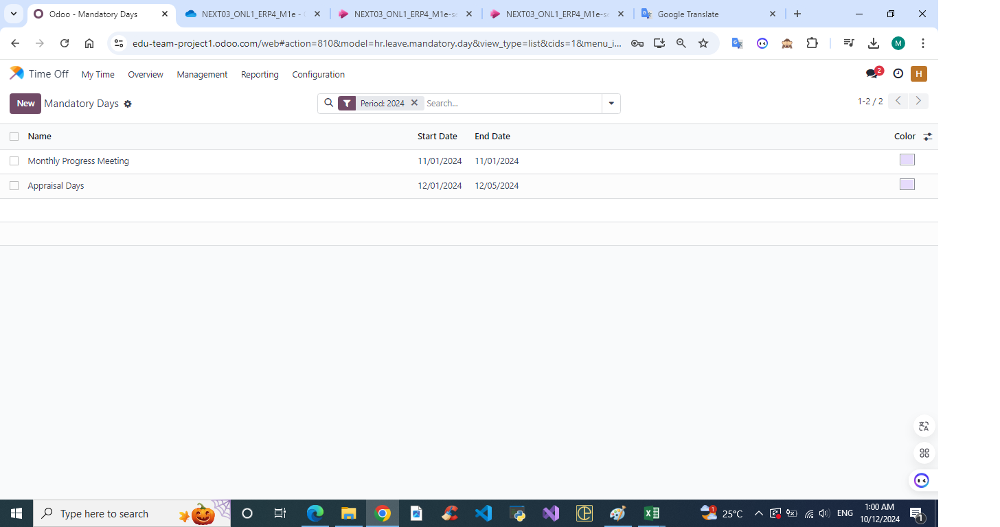 Odoo - Mandatory Days
NEXT03_ONL1_ERP4_M1e -
NEXT03_ONL1_ERP4_M1e-se
NEXT03_ONL1_ERP4_M1e-se
Google Translate
edu-team-project1.odoo.com/web#action=810&model=hr.leave.mandatory.day&view_type=list&cids=1&menu_i...
M
Time Off My Time Overview Management Reporting Configuration 2 H
New Mandatory Days Period: 2024 Search... 1-2 / 2
Name Start Date End Date Color
Monthly Progress Meeting 11/01/2024 11/01/2024
Appraisal Days 12/01/2024 12/05/2024
Type here to search 1 25°C ENG 1:00 AM
10/12/2024 1